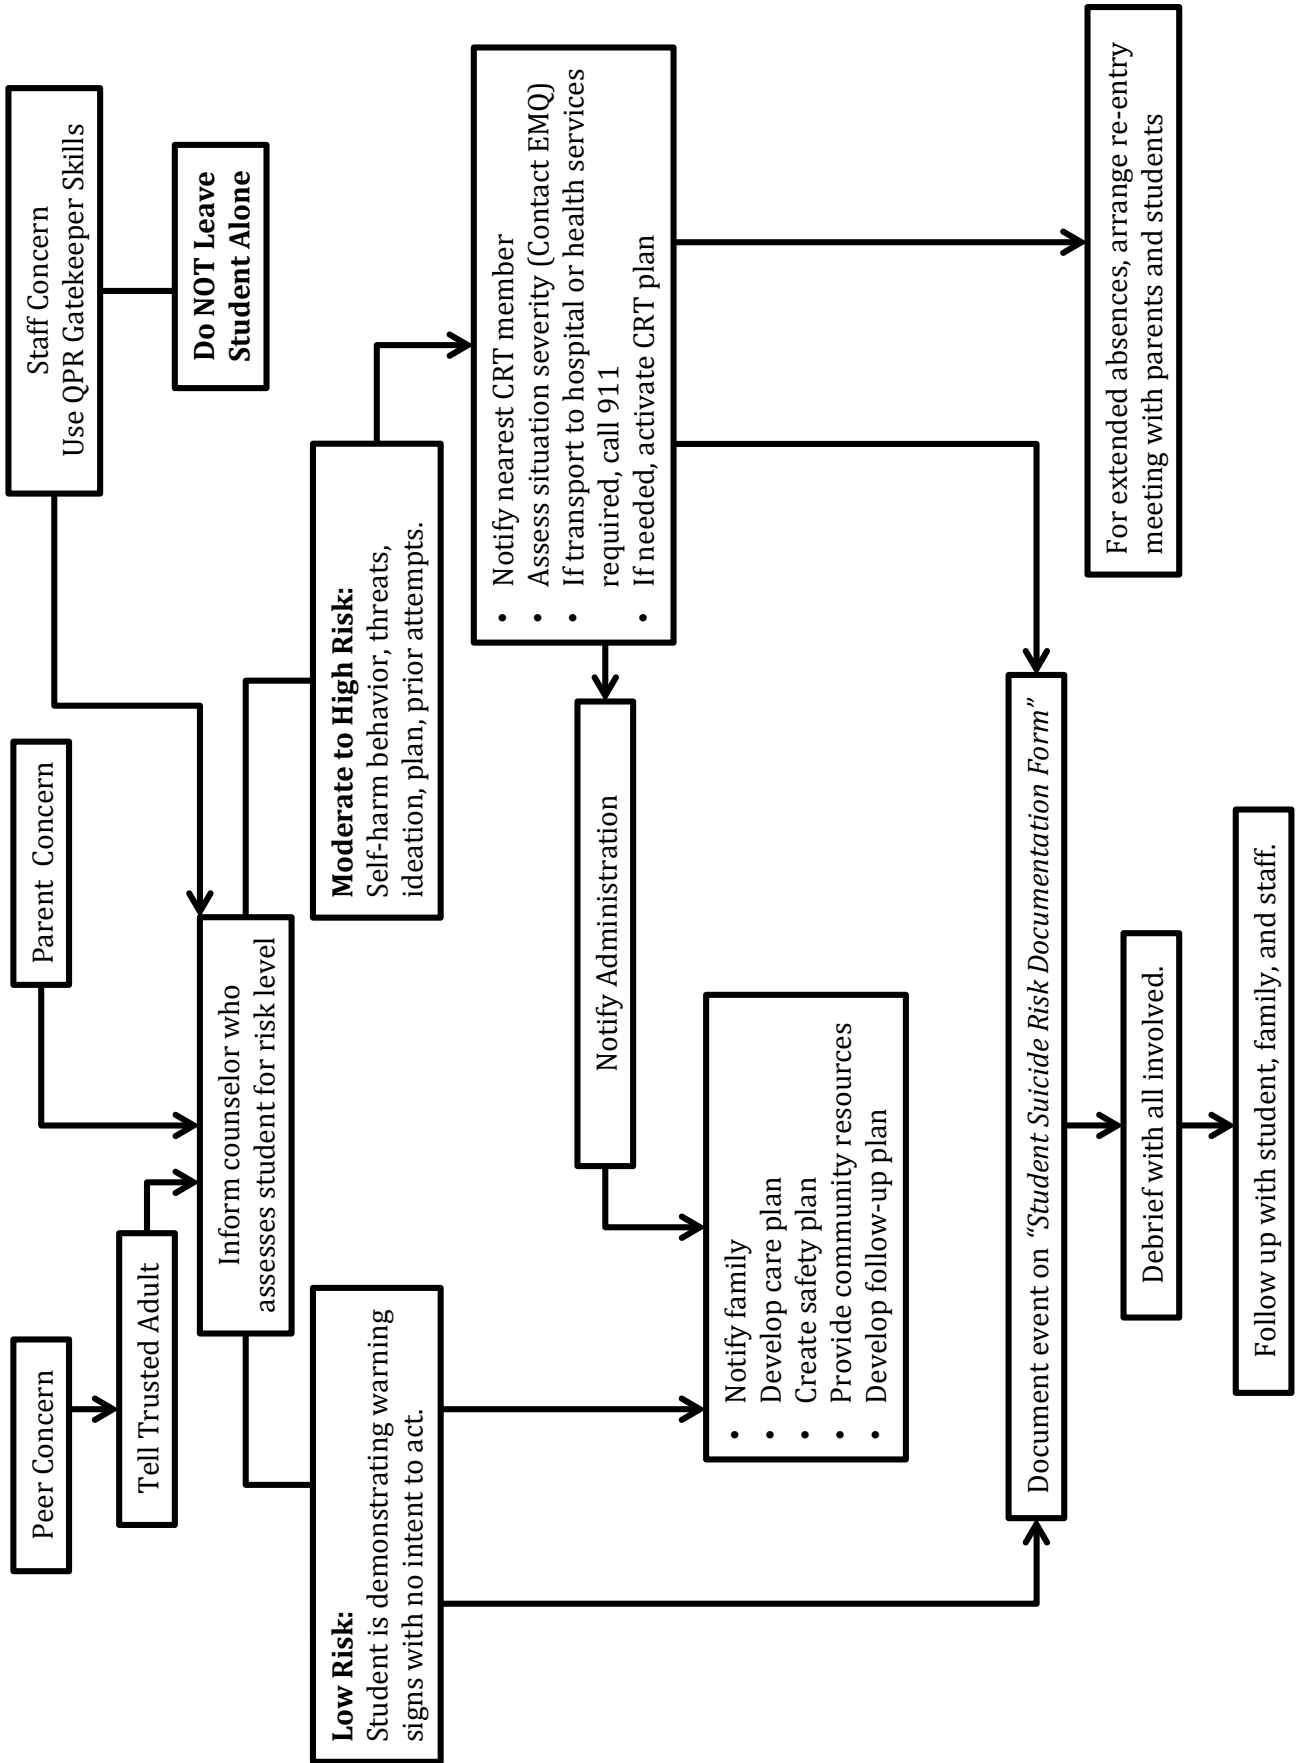 Peer Concern
Tell Trusted Adult
Parent  Concern
Staff Concern
Use QPR Gatekeeper Skills
Do NOT Leave
Student Alone
Inform counselor who
assesses student for risk level
Low Risk:
Student is demonstrating warning
signs with no intent to act.
Moderate to High Risk:
Self-harm behavior, threats,
ideation, plan, prior attempts.
• Notify nearest CRT member
• Assess situation severity (Contact EMQ)
• If transport to hospital or health services
required, call 911
• If needed, activate CRT plan
Notify Administration
• Notify family
• Develop care plan
• Create safety plan
• Provide community resources
• Develop follow-up plan
Document event on “Student Suicide Risk Documentation Form”
For extended absences, arrange re-entry
meeting with parents and students
Debrief with all involved.
Follow up with student, family, and staff.